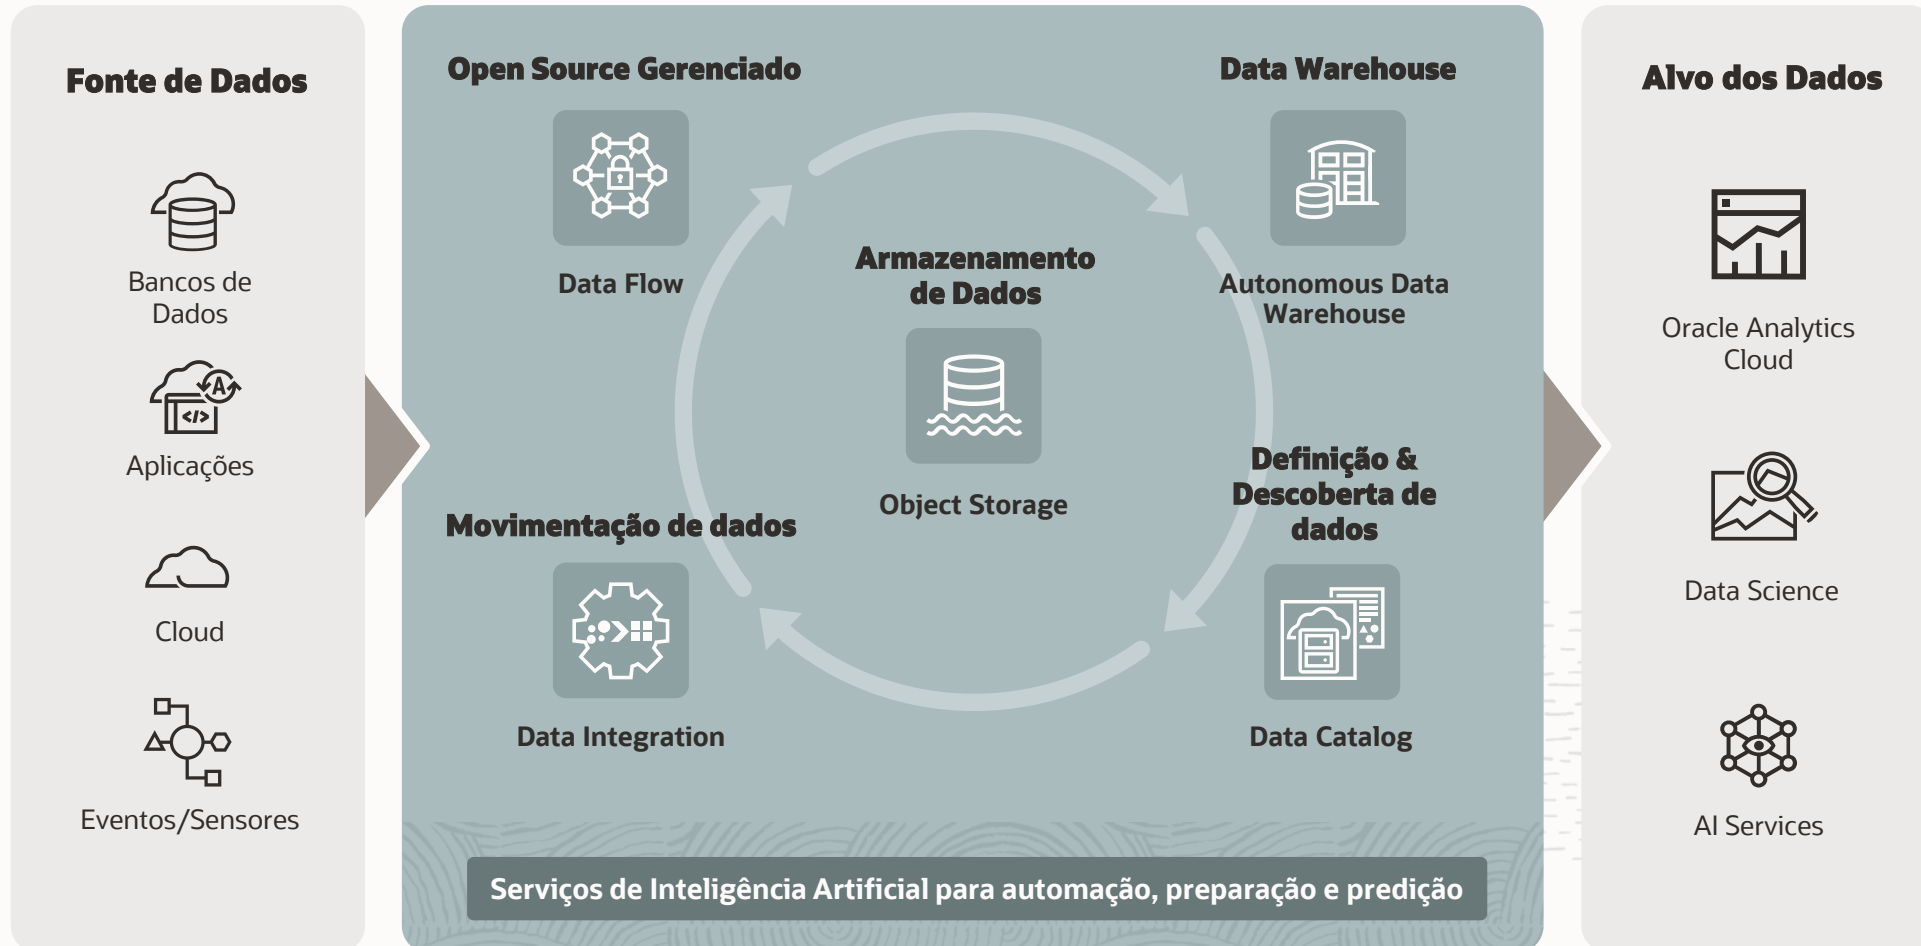 Fonte de Dados
Bancos de
Dados
Aplicações
Cloud
Eventos/Sensores
Open Source Gerenciado
Data Flow
Data Warehouse
Autonomous Data
Warehouse
Armazenamento
de Dados
Object Storage
Movimentação de dados
Data Integration
Definição &
Descoberta de
dados
Data Catalog
Serviços de Inteligência Artificial para automação, preparação e predição
Alvo dos Dados
Oracle Analytics
Cloud
Data Science
AI Services